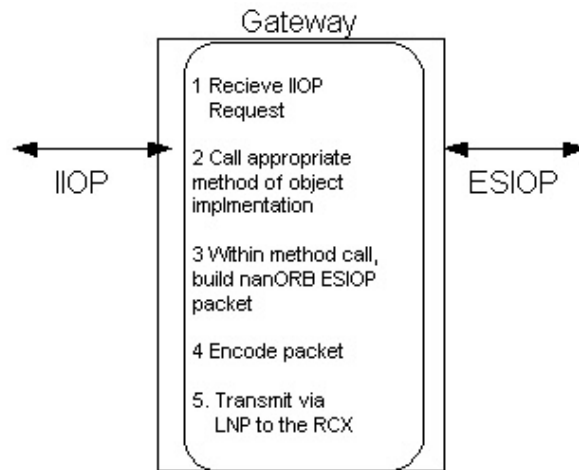 Gateway
1 Recieve IIOP
Request
IIOP
2 Call appropriate
method of object
implmentation
ESIOP
3 Within method call,
build nanORB ESIOP
packet
4 Encode packet
5. Transmit via
LNP to the RCX